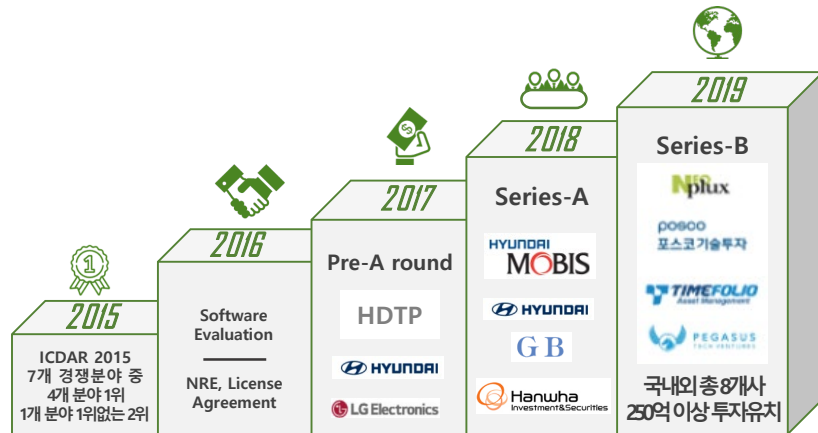 2015
ICDAR 2015
7개 경쟁분야 중
4개 분야 1위
1개 분야 1위없는 2위
2016
Software
Evaluation
NRE, License
Agreement
2017
Pre-A round
HDTP
HYUNDAI
LG Electronics
2018
Series-A
HYUNDAI
MOBIS
HYUNDAI
GB
Hanwha
Investment&Securities
2019
Series-B
NEO
plux
posco
포스코기술투자
TIMEFOLIO
Asset Management
PEGASUS
TECH VENTURES
국내외 총 8개사
250억 이상 투자유치
1
$